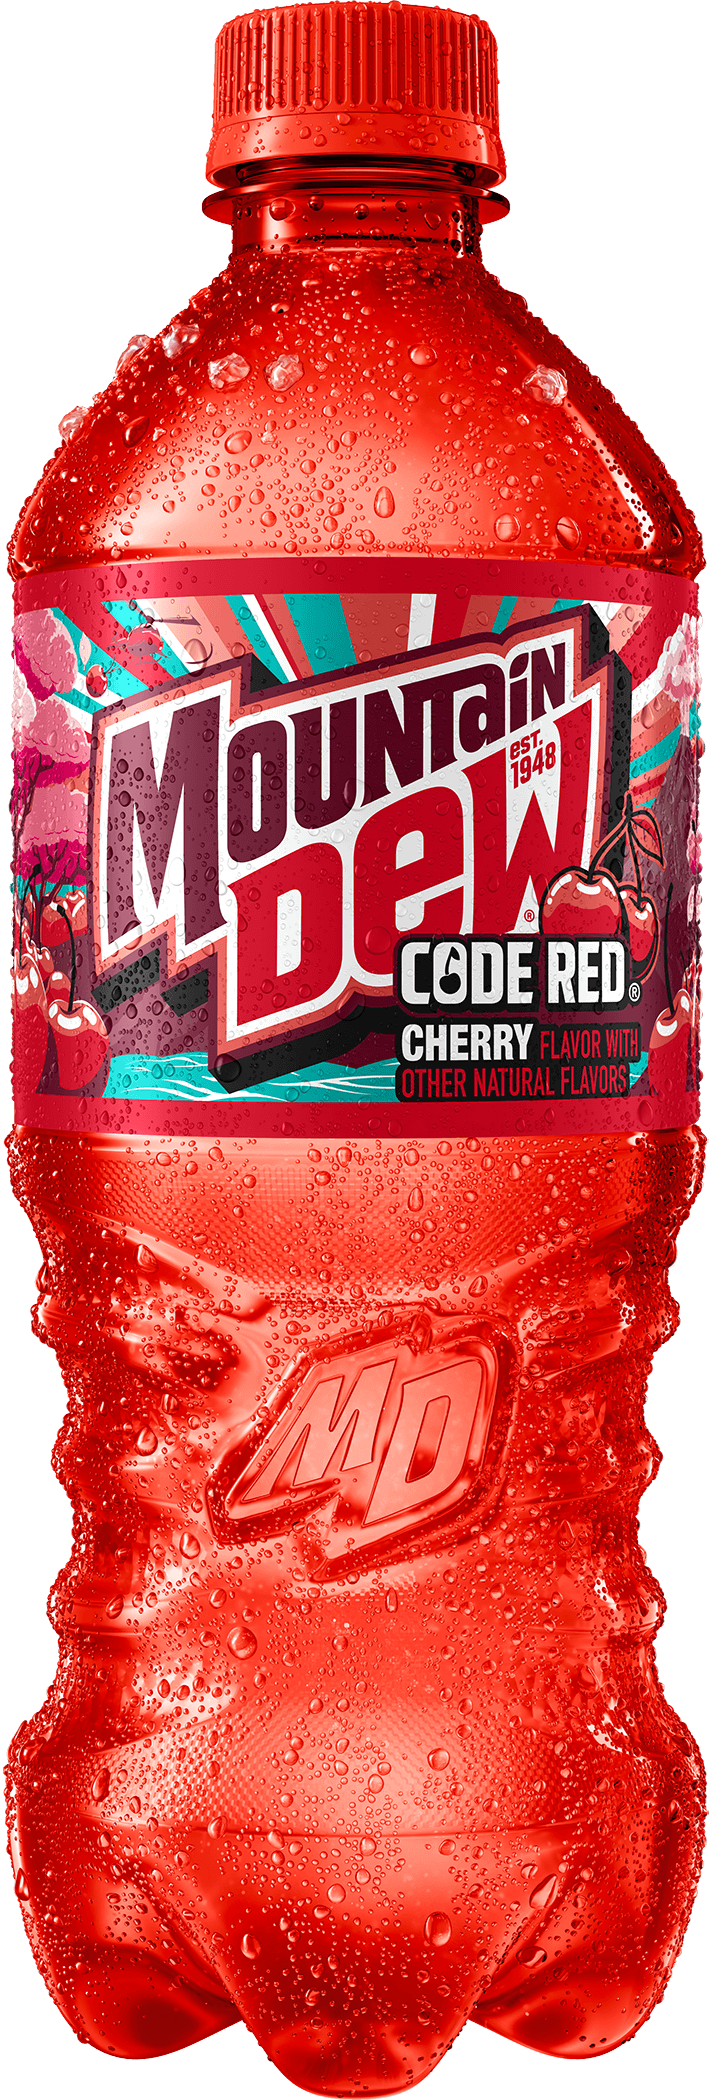 MOUNTaiN
DeW
®
est.
1948
CODE RED®
CHERRY FLAVOR WITH
OTHER NATURAL FLAVORS
MD